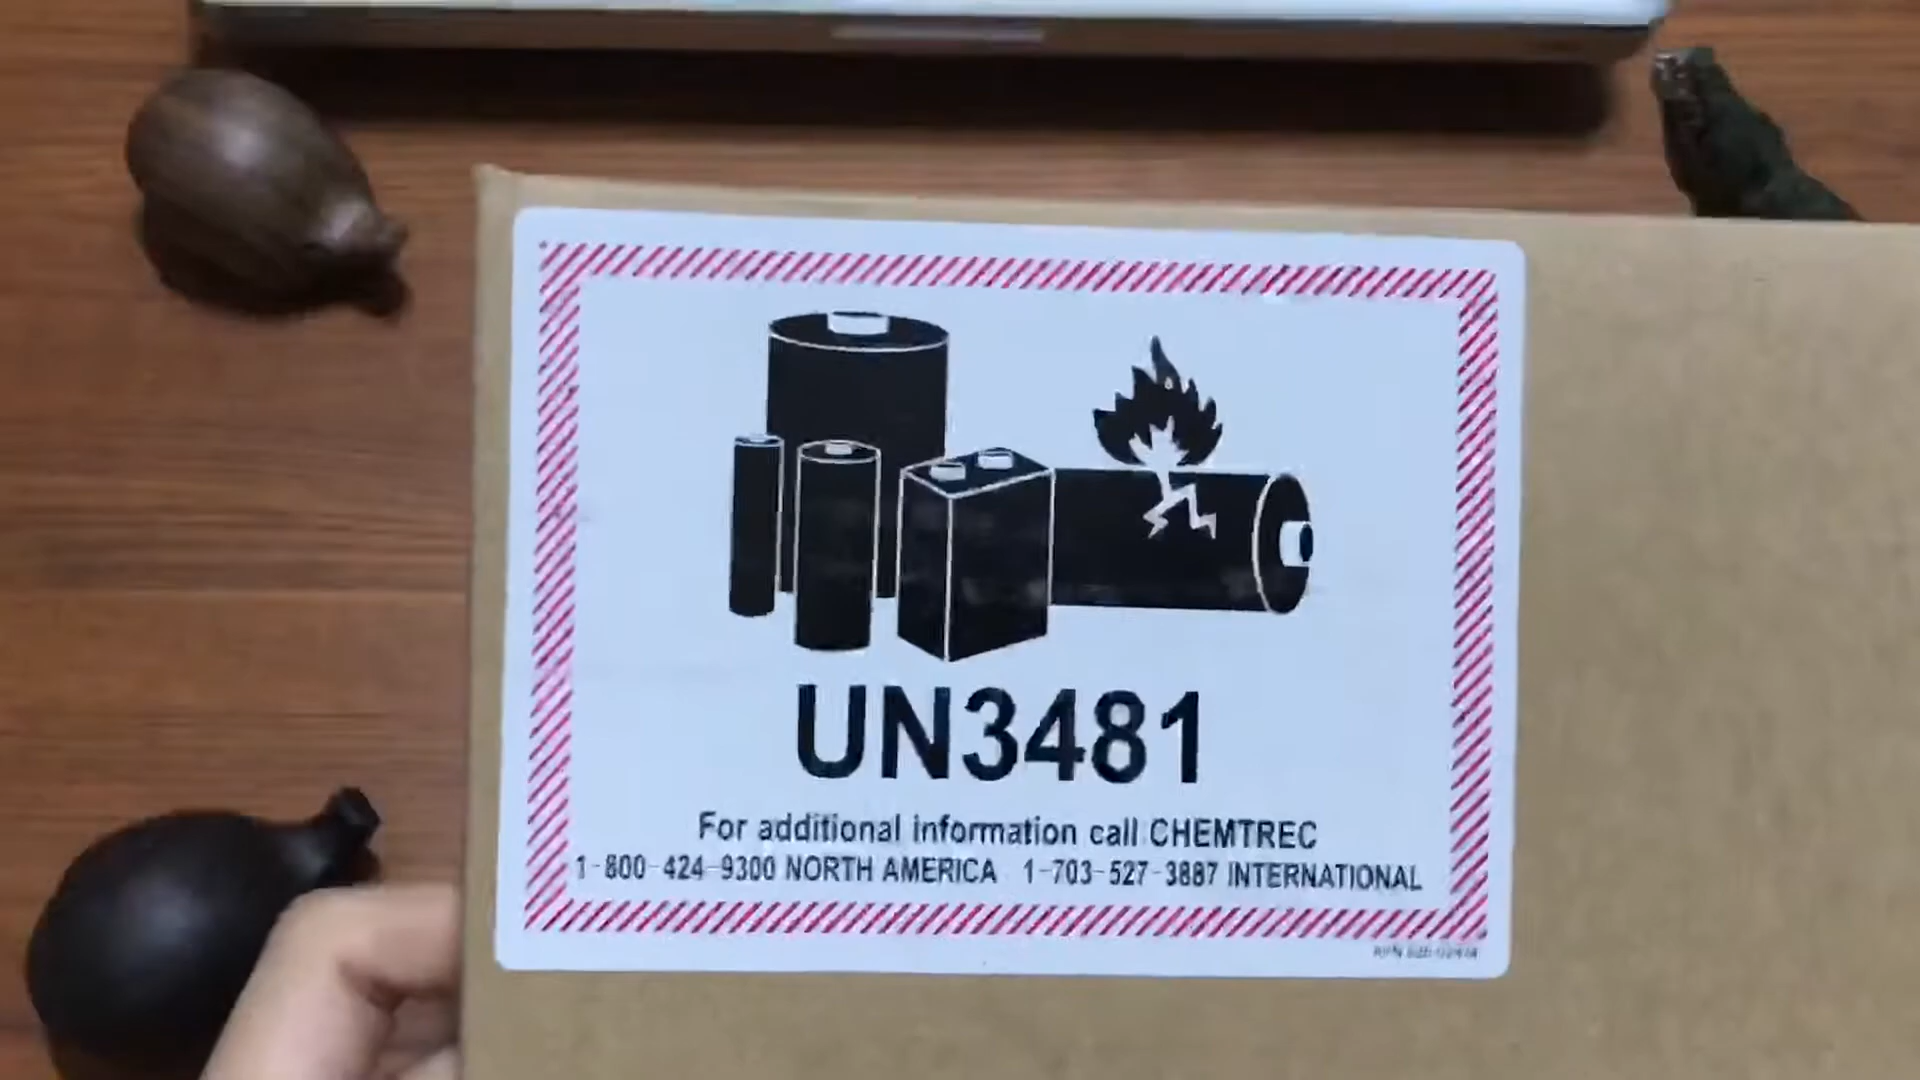 UN3481
For additional information call CHEMTREC
1-800-424-9300 NORTH AMERICA 1-703-527-3887 INTERNATIONAL